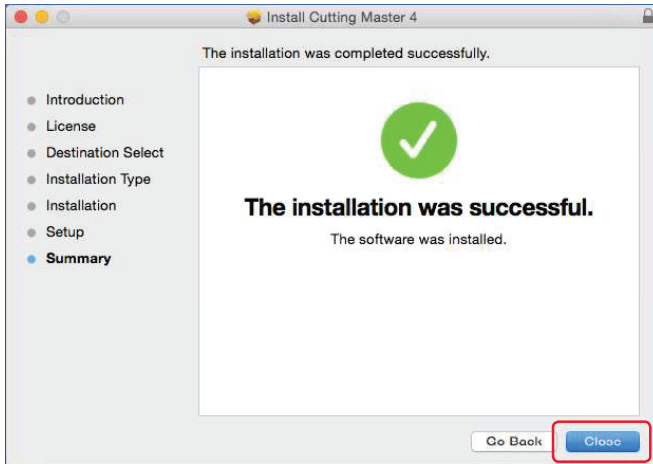 Install Cutting Master 4
The installation was completed successfully.
Introduction
License
Destination Select
Installation Type
Installation
Setup
Summary
The installation was successful.
The software was installed.
Go Back
Close